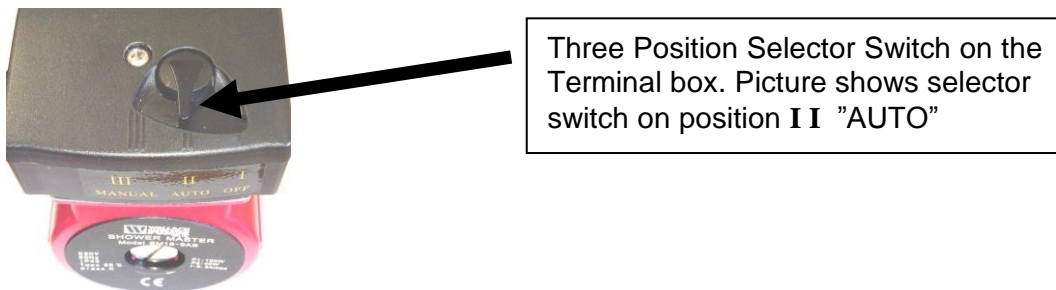 Three Position Selector Switch on the
Terminal box. Picture shows selector
switch on position I I ”AUTO”
III II I
MANUAL AUTO OFF
SHOWER MASTER